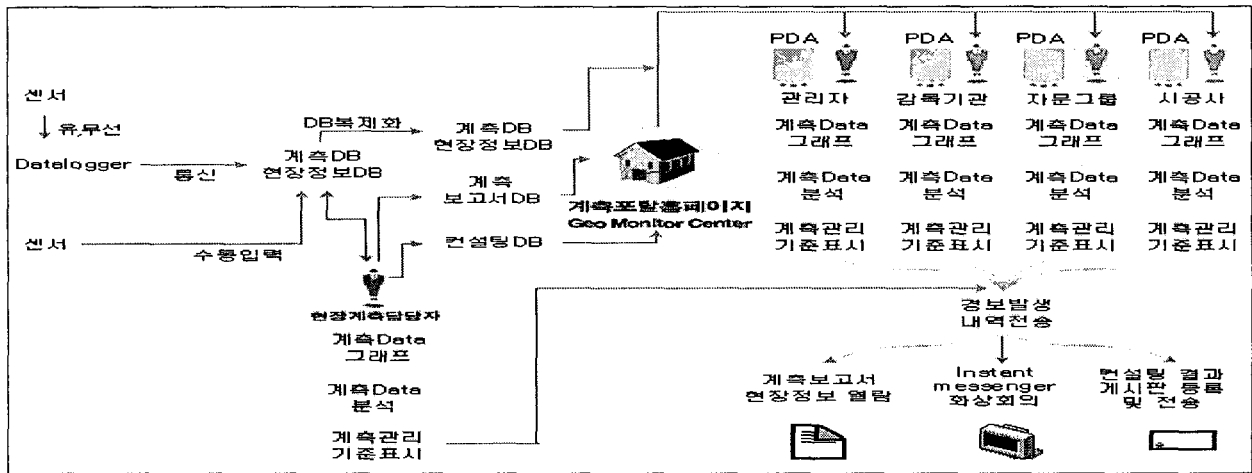 센서
유무선
Datalogger
통신
센서
수동입력
DB복제화
계측DB
현장정보DB
계측DB
현장정보DB
계측
보고서DB
컨설팅DB
현장계측담당자
계측Data
그래프
계측Data
분석
계측관리
기준표시
계측포탈홈페이지
Geo Monitor Center
PDA
관리자
계측Data
그래프
계측Data
분석
계측관리
기준표시
PDA
감독기관
계측Data
그래프
계측Data
분석
계측관리
기준표시
PDA
자문그룹
계측Data
그래프
계측Data
분석
계측관리
기준표시
PDA
시공사
계측Data
그래프
계측Data
분석
계측관리
기준표시
경보발생
내역전송
계측보고서
현장정보 열람
Instant
messenger
화상회의
컨설팅 결과
게시판 등록
및 전송